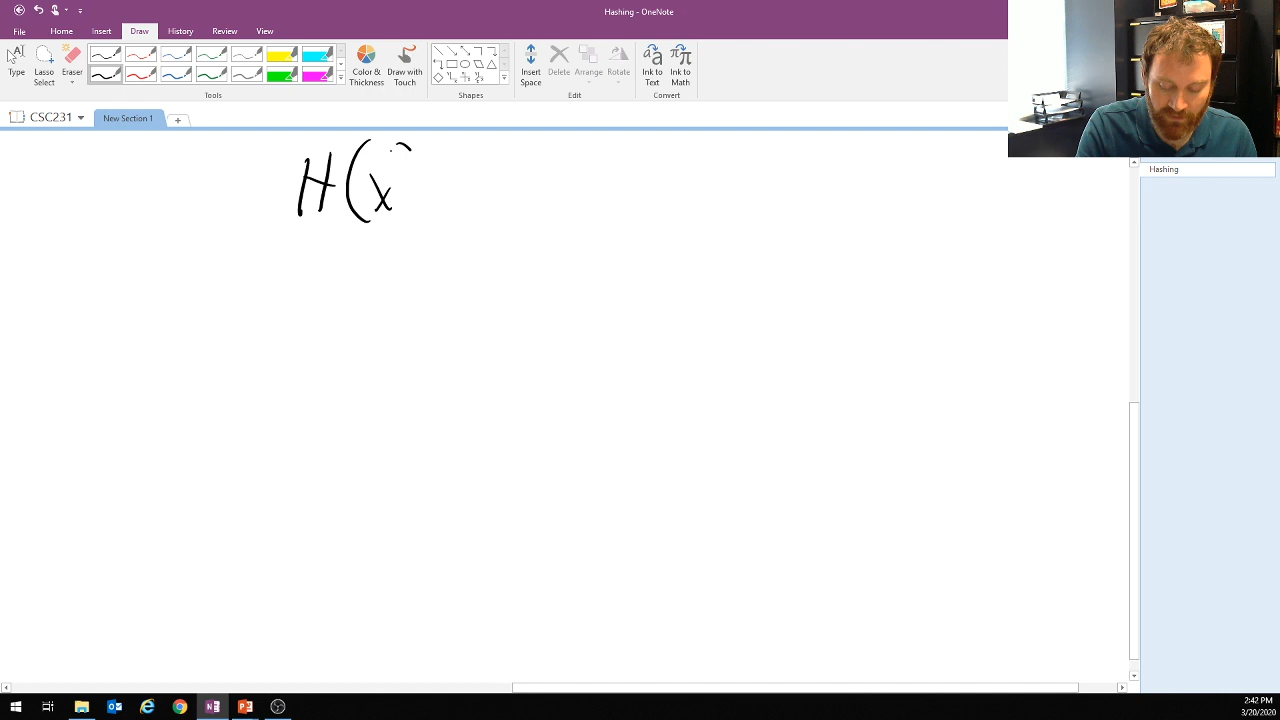 Hashing - OneNote
File Home Insert Draw History Review View
Type Lasso Select Eraser Color & Thickness Draw with Touch Insert Space Delete Arrange Rotate Ink to Text Ink to Math
Tools Shapes Edit Convert
CSC231 New Section 1
Hashing
H(x
2:42 PM
3/20/2020